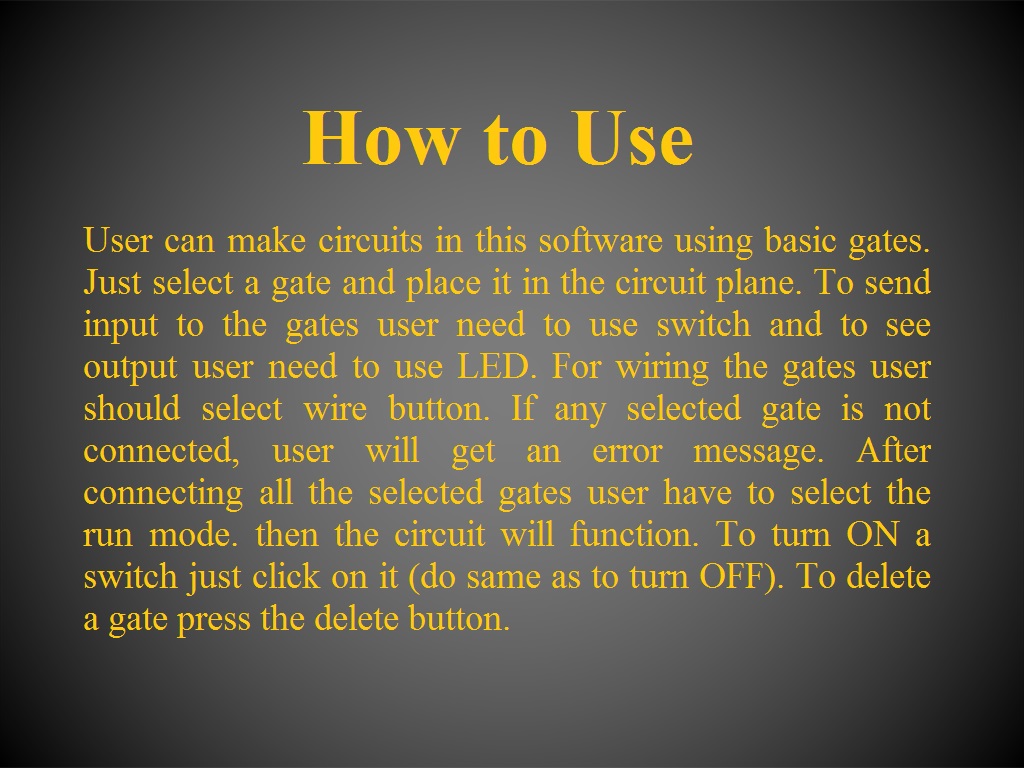 How to Use
User can make circuits in this software using basic gates.
Just select a gate and place it in the circuit plane. To send
input to the gates user need to use switch and to see
output user need to use LED. For wiring the gates user
should select wire button. If any selected gate is not
connected, user will get an error message. After
connecting all the selected gates user have to select the
run mode. then the circuit will function. To turn ON a
switch just click on it (do same as to turn OFF). To delete
a gate press the delete button.